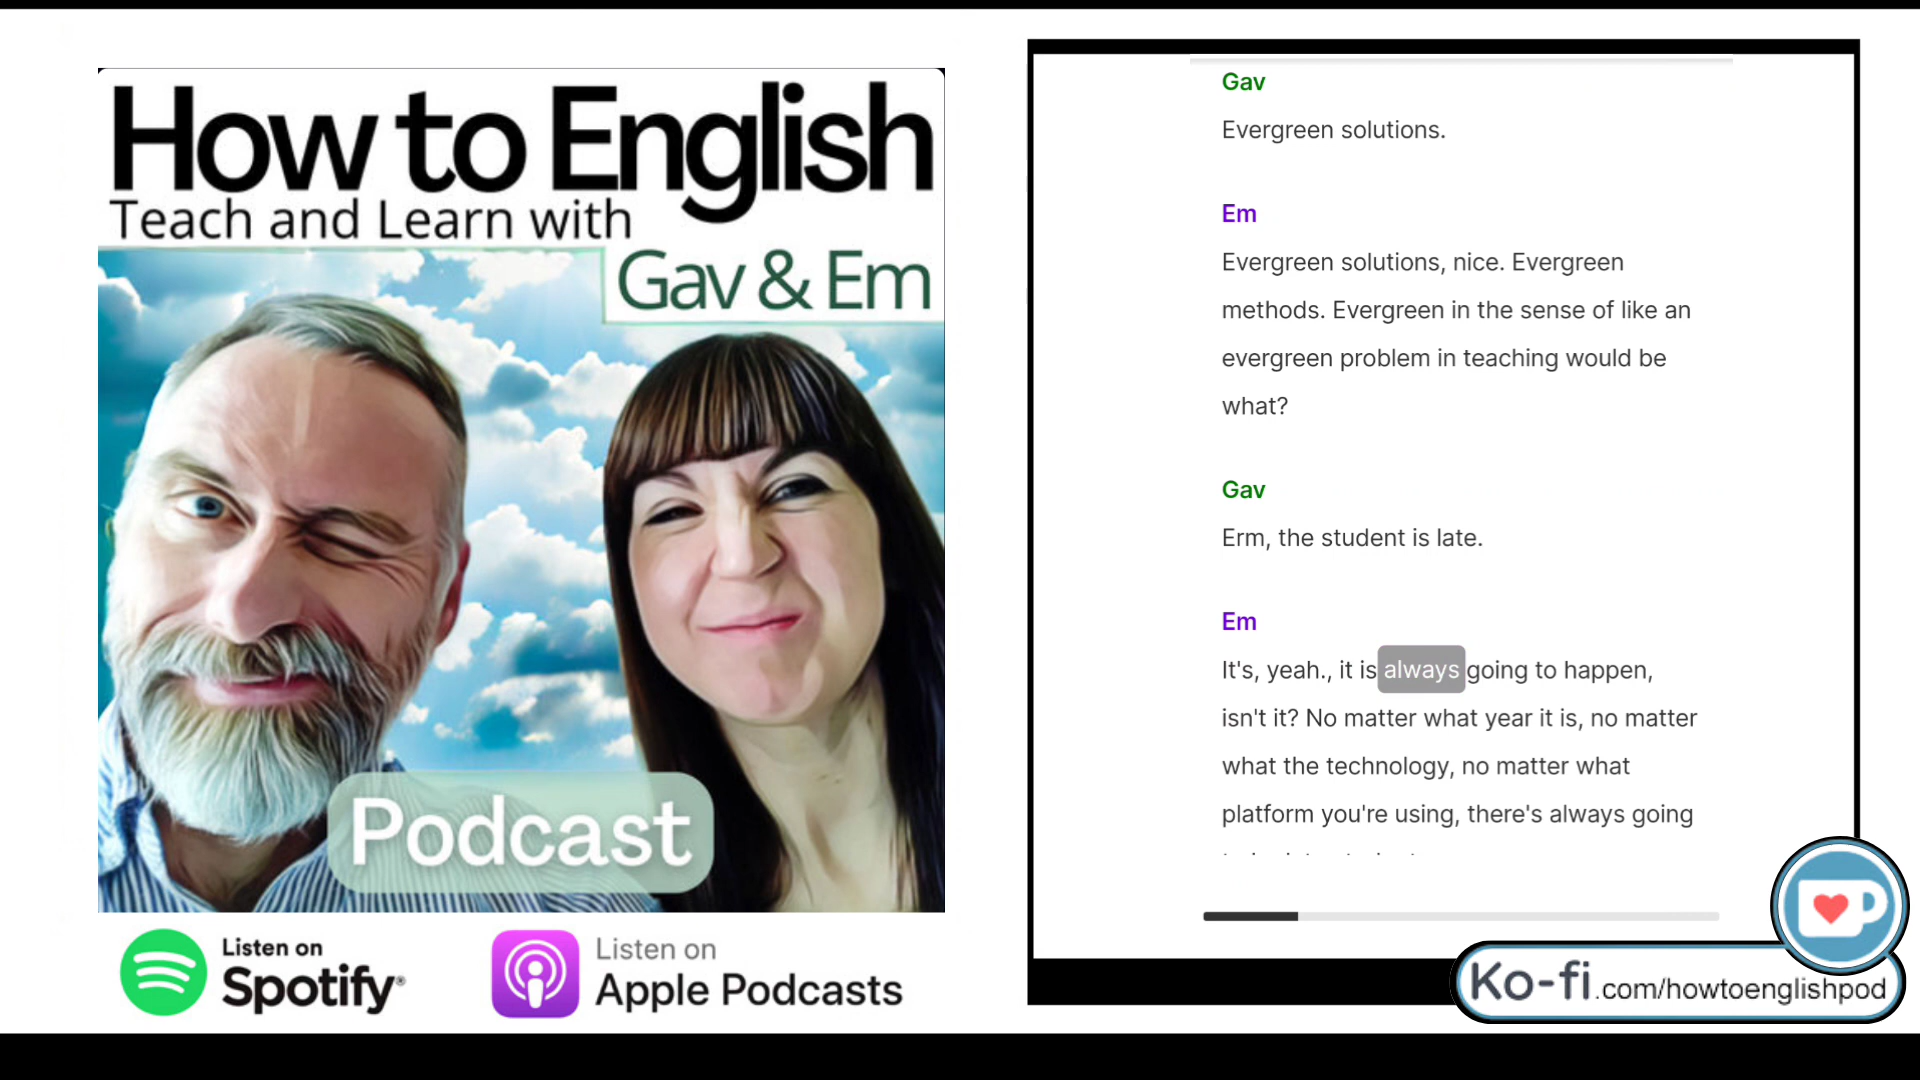 How to English
Teach and Learn with
Gav & Em
Podcast
Listen on
Spotify
Listen on
Apple Podcasts
Gav
Evergreen solutions.
Em
Evergreen solutions, nice. Evergreen
methods. Evergreen in the sense of like an
evergreen problem in teaching would be
what?
Gav
Erm, the student is late.
Em
It's, yeah., it is always going to happen,
isn't it? No matter what year it is, no matter
what the technology, no matter what
platform you're using, there's always going
Ko-fi.com/howtoenglishpod